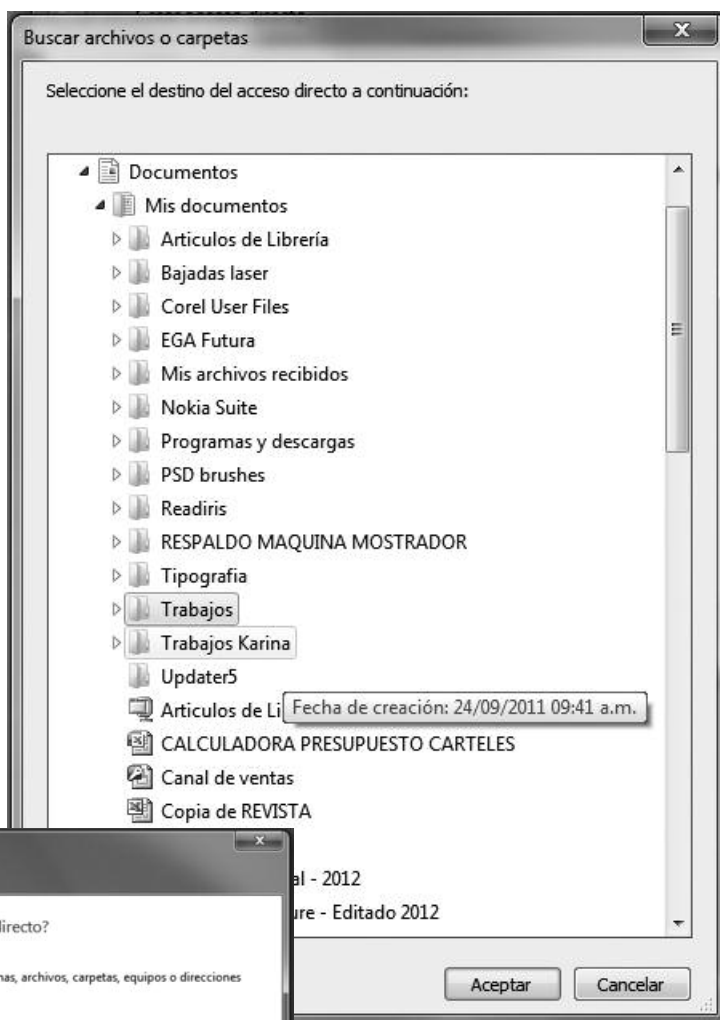 Buscar archivos o carpetas
Seleccione el destino del acceso directo a continuación:
Documentos
Mis documentos
Articulos de Librería
Bajadas laser
Corel User Files
EGA Futura
Mis archivos recibidos
Nokia Suite
Programas y descargas
PSD brushes
Readiris
RESPALDO MAQUINA MOSTRADOR
Tipografia
Trabajos
Trabajos Karina
Updater5
Articulos de Li
Fecha de creación: 24/09/2011 09:41 a.m.
CALCULADORA PRESUPUESTO CARTELES
Canal de ventas
Copia de REVISTA
al - 2012
ure - Editado 2012
directo?
archivos, carpetas, equipos o direcciones
Aceptar
Cancelar